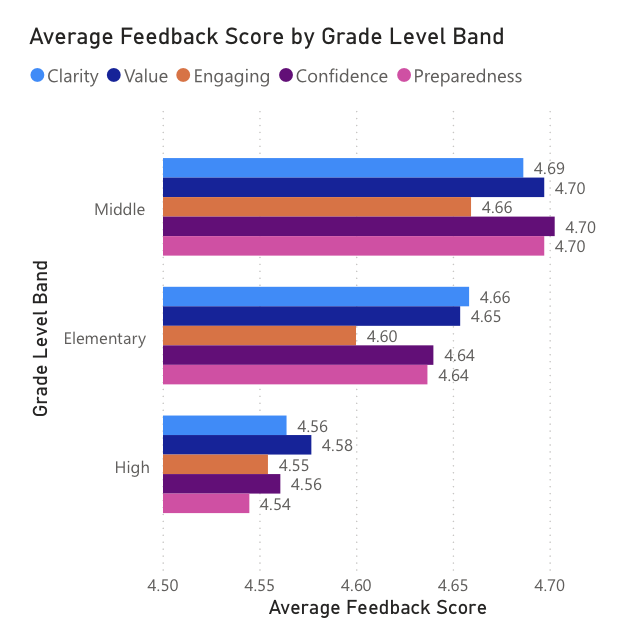 Average Feedback Score by Grade Level Band
Clarity Value Engaging Confidence Preparedness
Grade Level Band
Middle
4.69
4.70
4.66
4.70
4.70
Elementary
4.66
4.65
4.60
4.64
4.64
High
4.56
4.58
4.55
4.56
4.54
4.50 4.55 4.60 4.65 4.70
Average Feedback Score